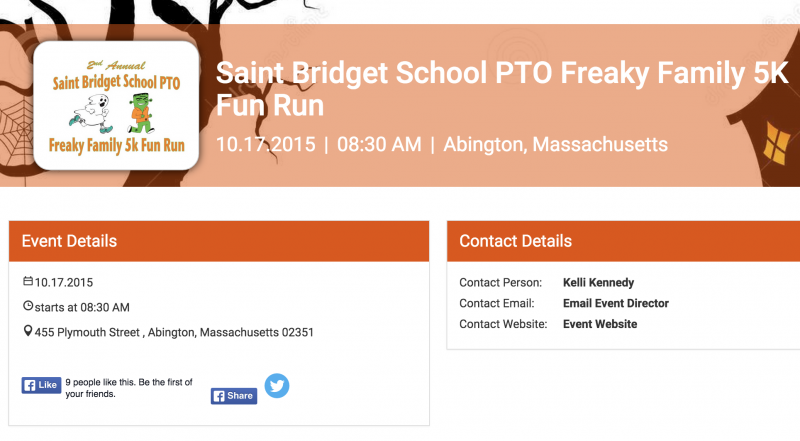 2nd Annual
Saint Bridget School PTO
Freaky Family 5k Fun Run
Saint Bridget School PTO Freaky Family 5K
Fun Run
10.17.2015 | 08:30 AM | Abington, Massachusetts
Event Details
10.17.2015
starts at 08:30 AM
455 Plymouth Street , Abington, Massachusetts 02351
Like
9 people like this. Be the first of
your friends.
Share
Contact Details
Contact Person: Kelli Kennedy
Contact Email: Email Event Director
Contact Website: Event Website